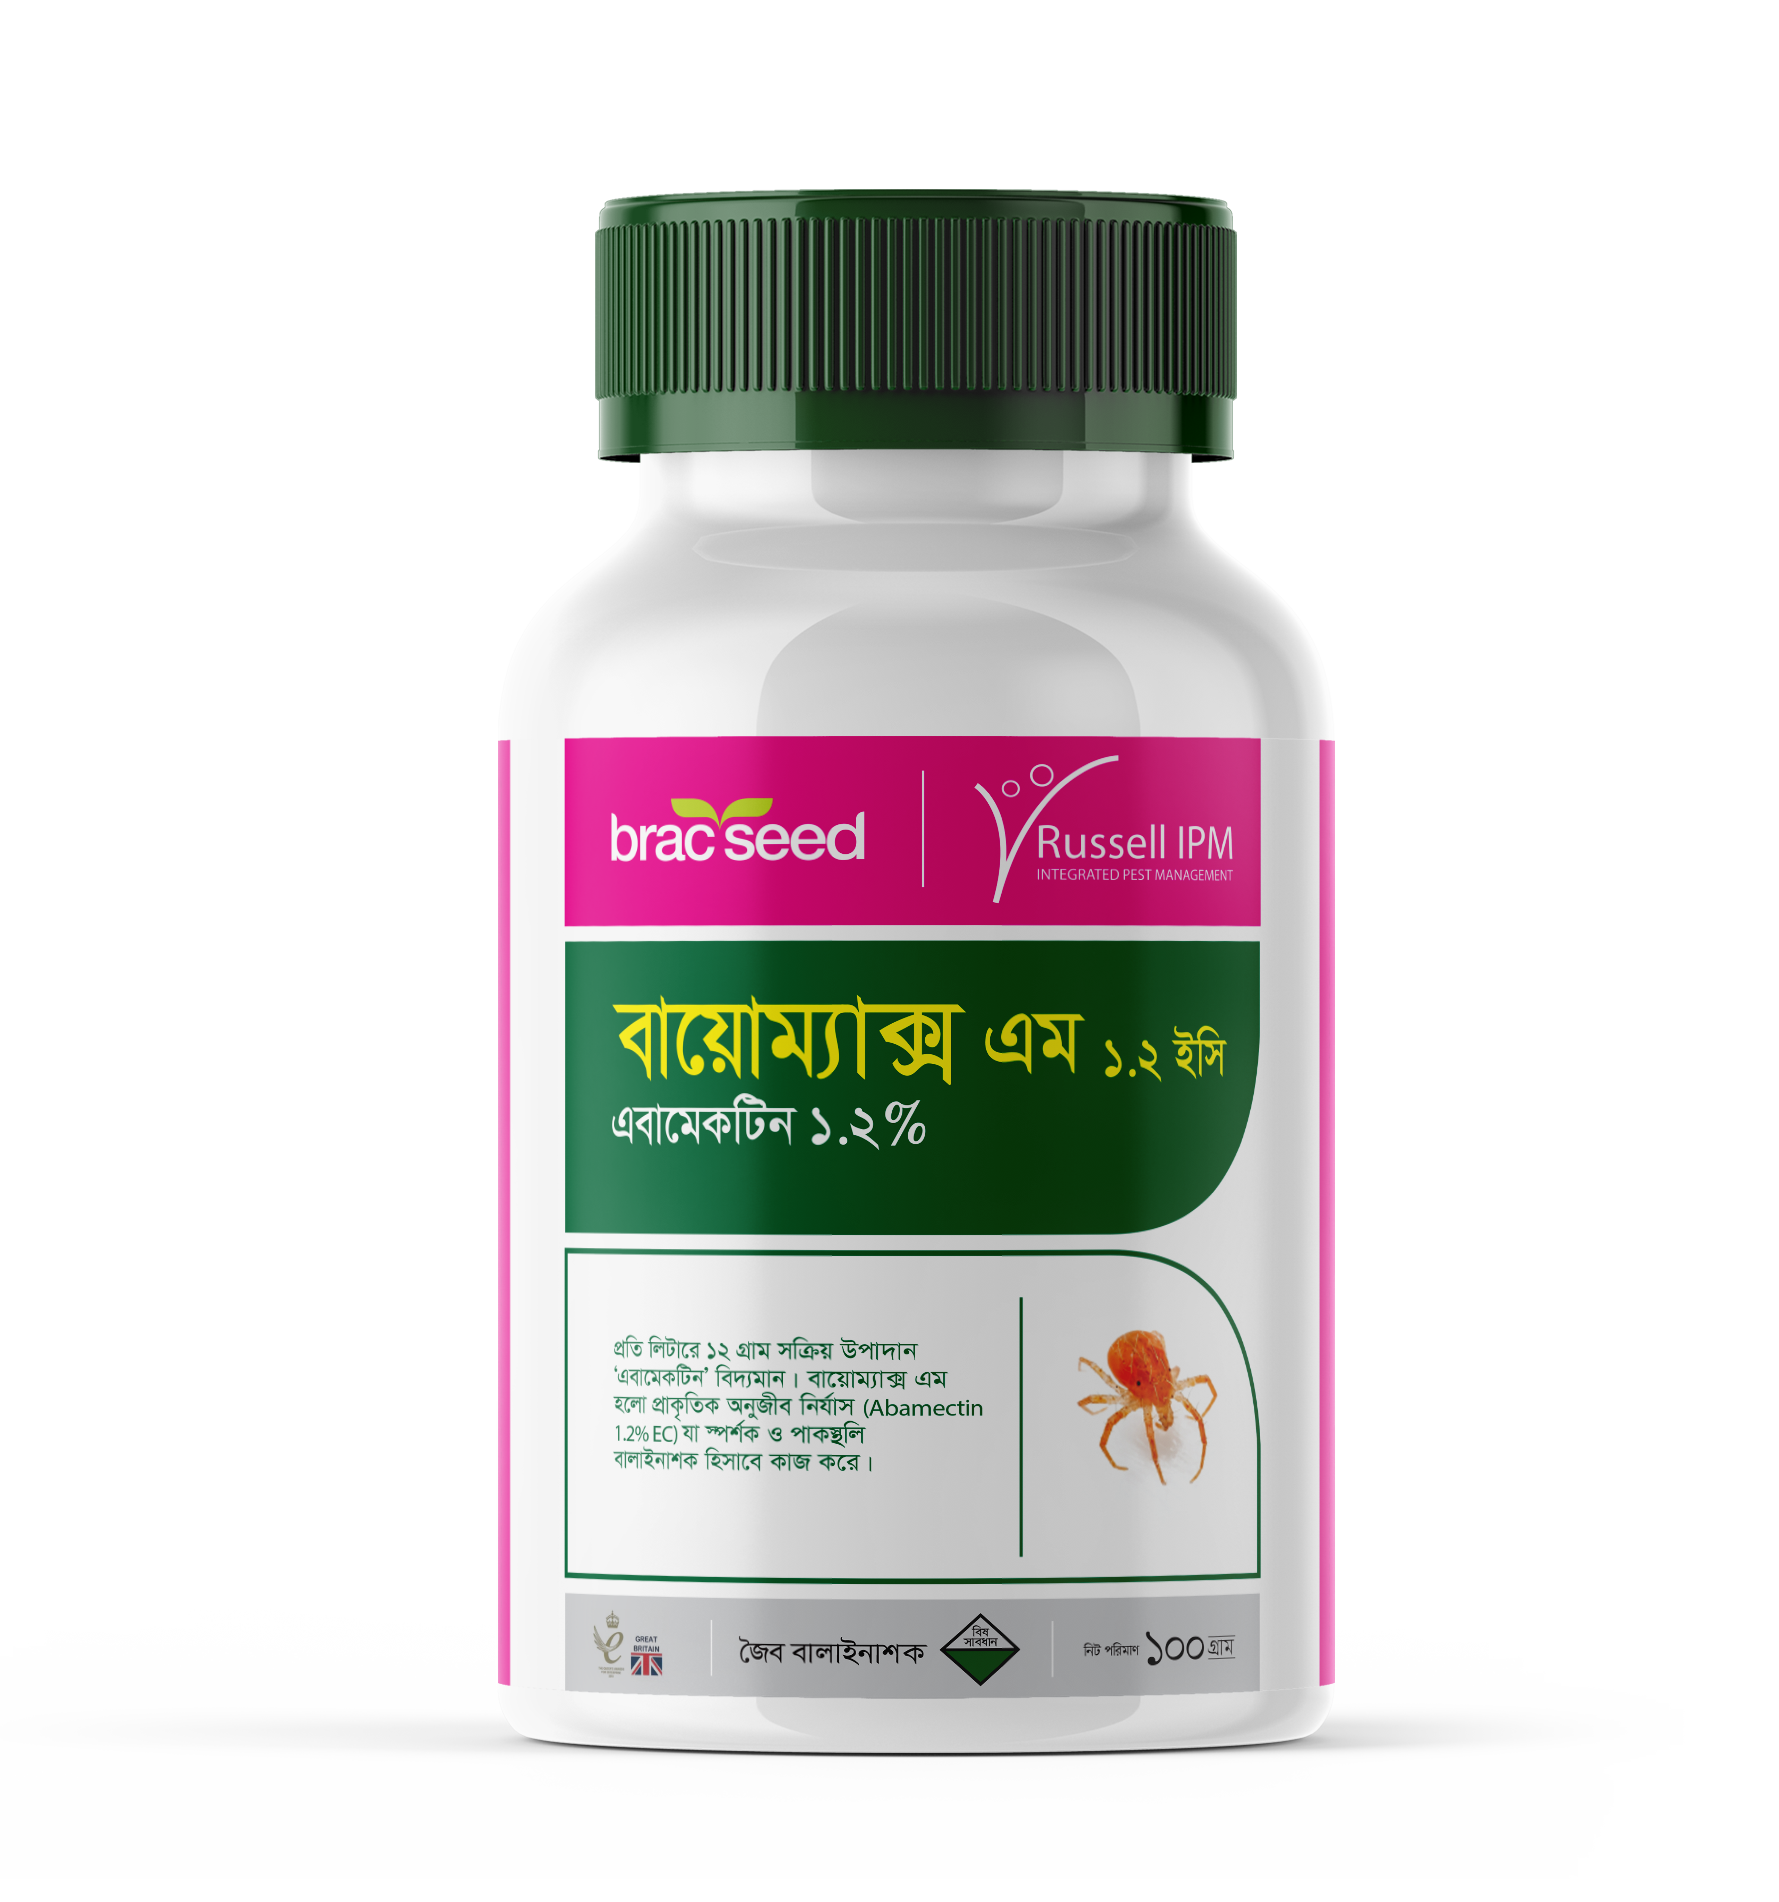 brac seed
Russell IPM
INTEGRATED PEST MANAGEMENT
বায়োম্যাক্স এম ১.২ ইসি
এবামেকটিন ১.২%
প্রতি লিটারে ১২ গ্রাম সক্রিয় উপাদান
‘এবামেকটিন’ বিদ্যমান। বায়োম্যাক্স এম
হলো প্রাকৃতিক অনুজীব নির্যাস (Abamectin
1.2% EC) যা স্পর্শক ও পাকস্থলি
বালাইনাশক হিসাবে কাজ করে।
GREAT
BRITAIN
জৈব বালাইনাশক
বিষ
সাবধান
নিট পরিমাণ ১০০ গ্রাম